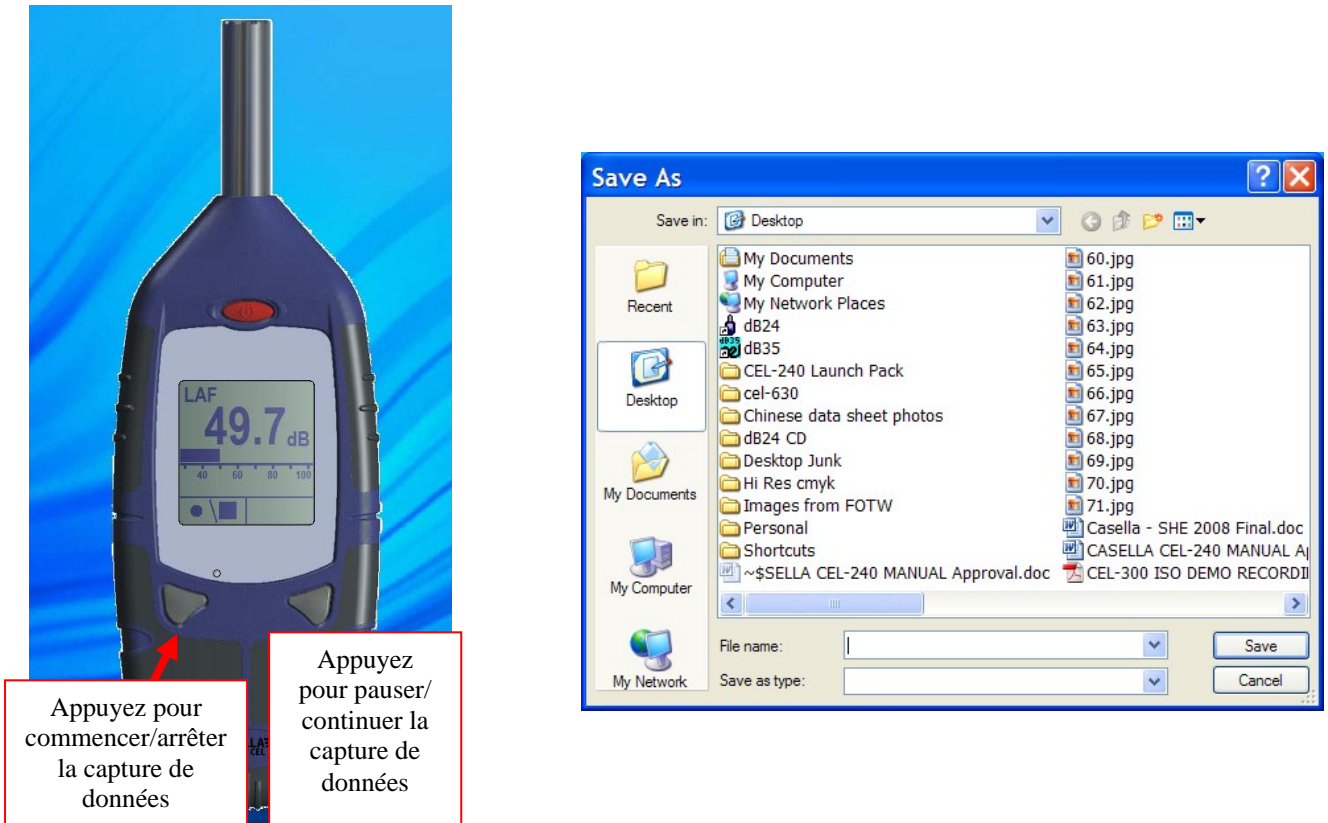 LAF
49.7 dB
40 60 80 100
Appuyez pour
commencer/arrêter
la capture de
données
Appuyez
pour pauser/
continuer la
capture de
données
Save As
Save in: Desktop
Recent
Desktop
My Documents
My Computer
My Network
My Documents
My Computer
My Network Places
dB24
dB35
CEL-240 Launch Pack
cel-630
Chinese data sheet photos
dB24 CD
Desktop Junk
Hi Res cmyk
Images from FOTW
Personal
Shortcuts
~$SELLA CEL-240 MANUAL Approval.doc
60.jpg
61.jpg
62.jpg
63.jpg
64.jpg
65.jpg
66.jpg
67.jpg
68.jpg
69.jpg
70.jpg
71.jpg
Casella - SHE 2008 Final.doc
CASELLA CEL-240 MANUAL A
CEL-300 ISO DEMO RECORDI
File name:
Save
Save as type:
Cancel